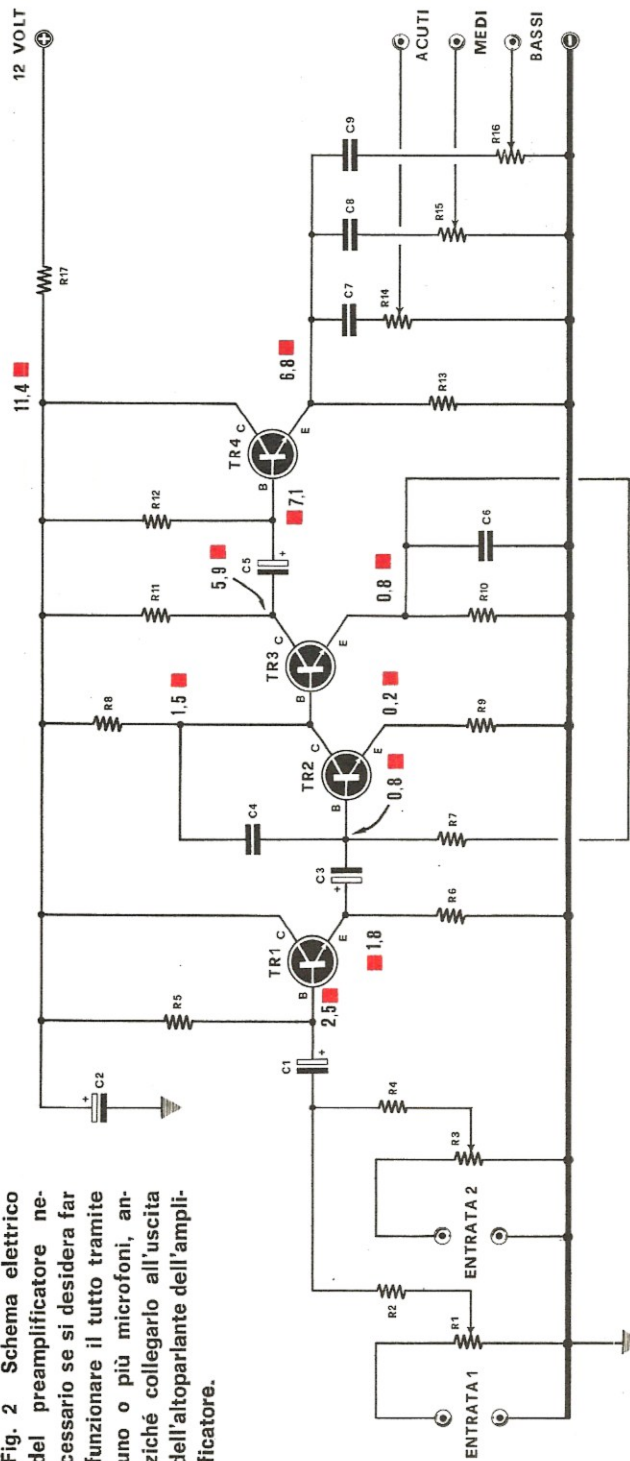 Fig. 2 Schema elettrico
del preamplificatore ne-
cessario se si desidera far
funzionare il tutto tramite
uno o più microfoni, an-
ziché collegarlo all'uscita
dell'altoparlante dell'ampli-
ficatore.
12 VOLT
+
R17
11,4
C2
+
R5
R8
R11
R12
1,5
5,9
C5
+
7,1
TR4
B
C
E
6,8
C4
TR3
B
C
E
0,8
TR2
B
C
E
0,2
0,8
C3
+
TR1
B
C
E
1,8
2,5
C1
+
R6
R7
R9
R10
C6
R13
C7
R14
C8
R15
C9
R16
ACUTI
MEDI
BASSI
-
R2
R1
ENTRATA 1
R4
R3
ENTRATA 2